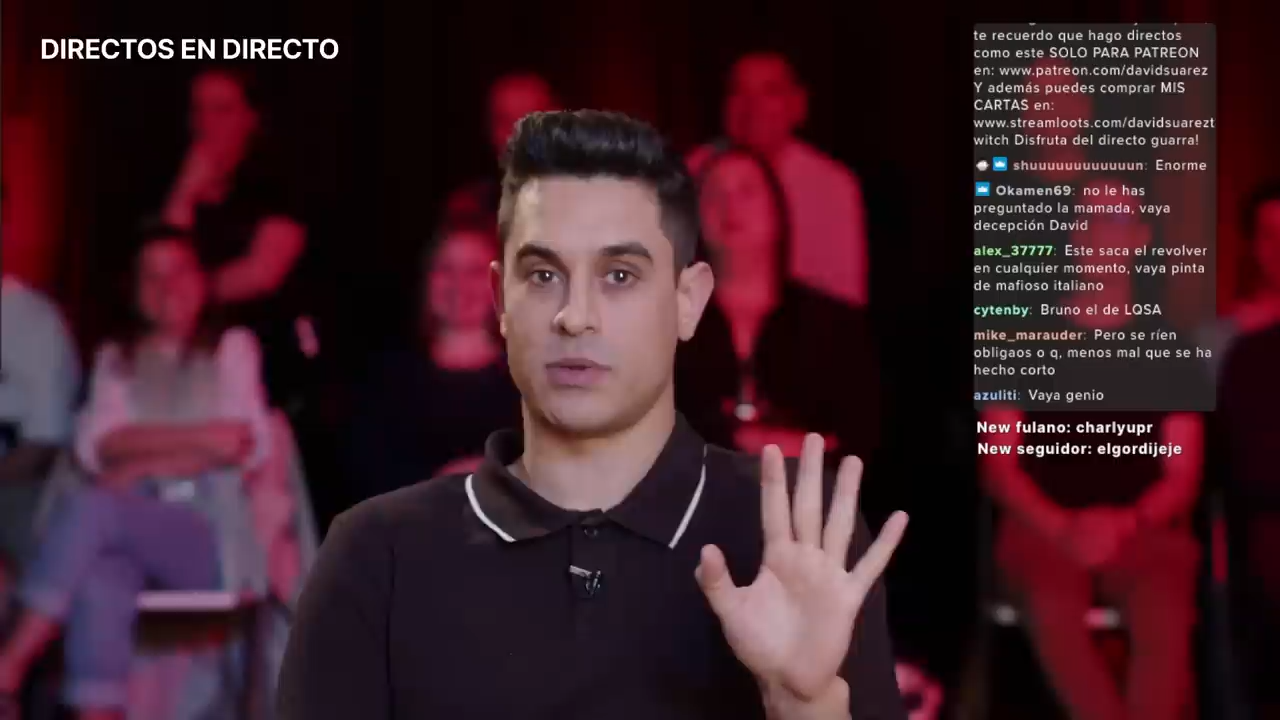 DIRECTOS EN DIRECTO
te recuerdo que hago directos
como este SOLO PARA PATREON
en: www.patreon.com/davidsuarez
Y además puedes comprar MIS
CARTAS en:
www.streamloots.com/davidsuarezt
witch Disfruta del directo guarra!
shuuuuuuuuuuuun: Enorme
Okamen69: no le has
preguntado la mamada, vaya
decepción David
alex_37777: Este saca el revolver
en cualquier momento, vaya pinta
de mafioso italiano
cytenby: Bruno el de LQSA
mike_marauder: Pero se ríen
obligaos o q, menos mal que se ha
hecho corto
azuliti: Vaya genio
New fulano: charlyupr
New seguidor: elgordijeje